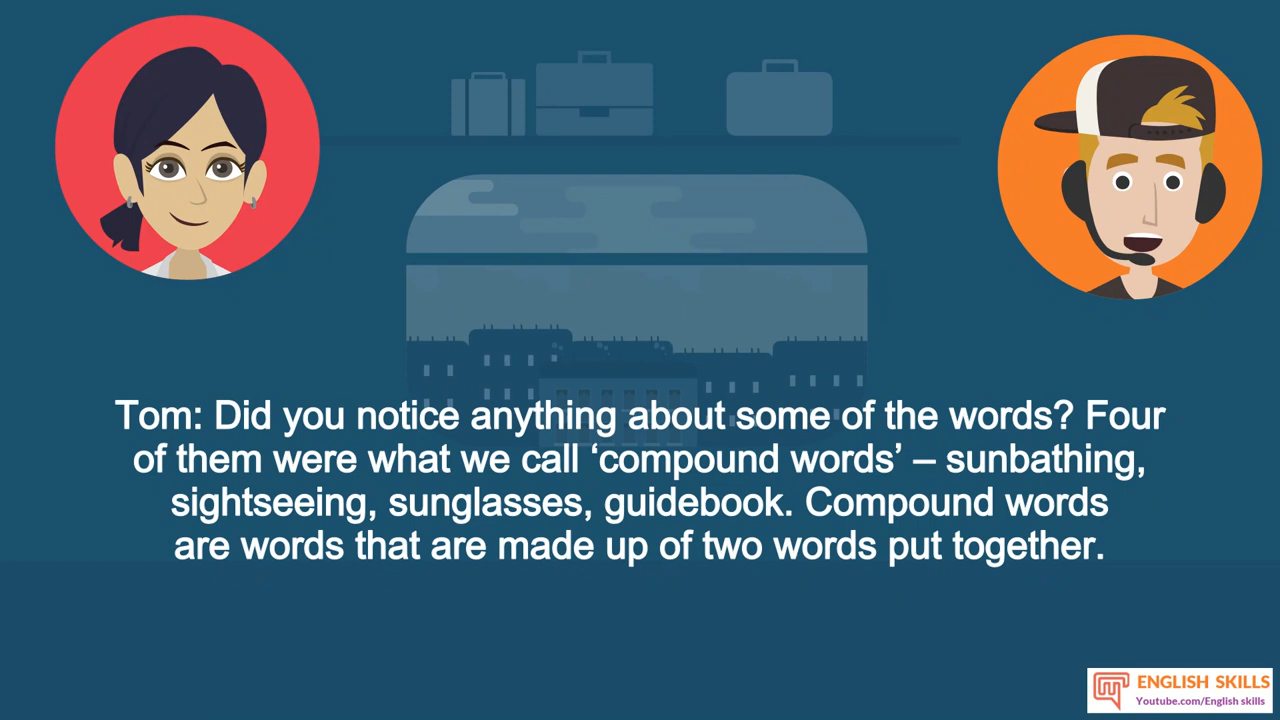 Tom: Did you notice anything about some of the words? Four
of them were what we call ‘compound words’ – sunbathing,
sightseeing, sunglasses, guidebook. Compound words
are words that are made up of two words put together.
ENGLISH SKILLS
Youtube.com/English skills